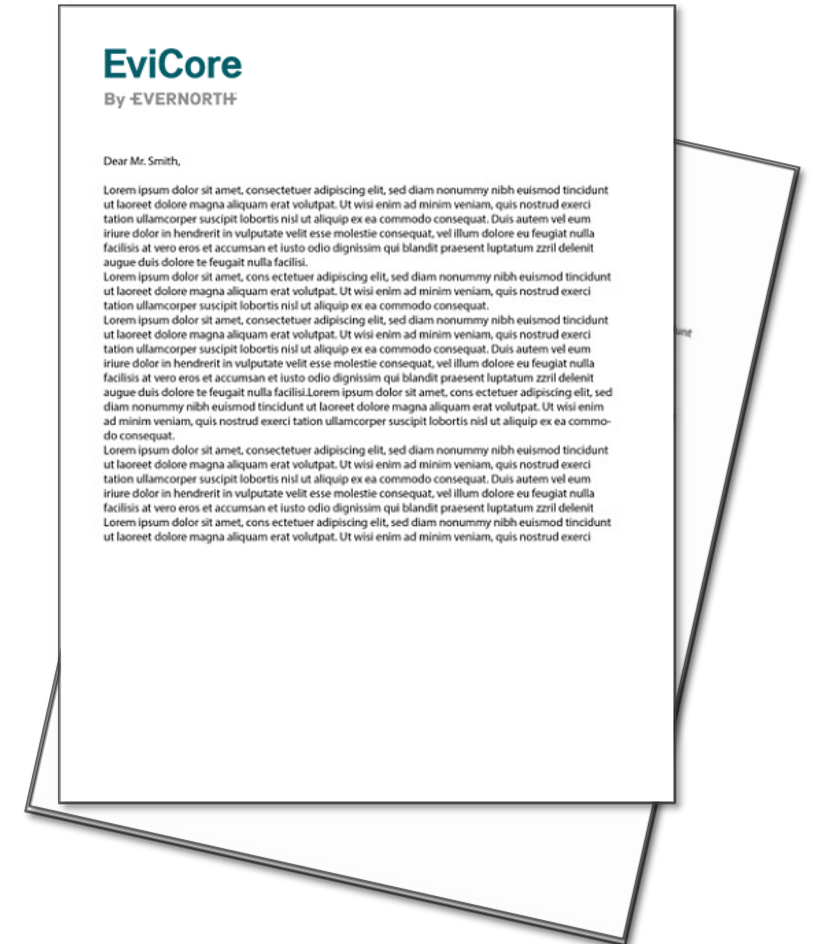 EviCore
By EVERNORTH
Dear Mr. Smith,
Lorem ipsum dolor sit amet, consectetuer adipiscing elit, sed diam nonummy nibh euismod tincidunt
ut laoreet dolore magna aliquam erat volutpat. Ut wisi enim ad minim veniam, quis nostrud exerci
tation ullamcorper suscipit lobortis nisl ut aliquip ex ea commodo consequat. Duis autem vel eum
iriure dolor in hendrerit in vulputate velit esse molestie consequat, vel illum dolore eu feugiat nulla
facilisis at vero eros et accumsan et iusto odio dignissim qui blandit praesent luptatum zzril delenit
augue duis dolore te feugait nulla facilisi.
Lorem ipsum dolor sit amet, cons ectetuer adipiscing elit, sed diam nonummy nibh euismod tincidunt
ut laoreet dolore magna aliquam erat volutpat. Ut wisi enim ad minim veniam, quis nostrud exerci
tation ullamcorper suscipit lobortis nisl ut aliquip ex ea commodo consequat.
Lorem ipsum dolor sit amet, consectetuer adipiscing elit, sed diam nonummy nibh euismod tincidunt
ut laoreet dolore magna aliquam erat volutpat. Ut wisi enim ad minim veniam, quis nostrud exerci
tation ullamcorper suscipit lobortis nisl ut aliquip ex ea commodo consequat. Duis autem vel eum
iriure dolor in hendrerit in vulputate velit esse molestie consequat, vel illum dolore eu feugiat nulla
facilisis at vero eros et accumsan et iusto odio dignissim qui blandit praesent luptatum zzril delenit
augue duis dolore te feugait nulla facilisi.Lorem ipsum dolor sit amet, cons ectetuer adipiscing elit, sed
diam nonummy nibh euismod tincidunt ut laoreet dolore magna aliquam erat volutpat. Ut wisi enim
ad minim veniam, quis nostrud exerci tation ullamcorper suscipit lobortis nisl ut aliquip ex ea commo-
do consequat.
Lorem ipsum dolor sit amet, consectetuer adipiscing elit, sed diam nonummy nibh euismod tincidunt
ut laoreet dolore magna aliquam erat volutpat. Ut wisi enim ad minim veniam, quis nostrud exerci
tation ullamcorper suscipit lobortis nisl ut aliquip ex ea commodo consequat. Duis autem vel eum
iriure dolor in hendrerit in vulputate velit esse molestie consequat, vel illum dolore eu feugiat nulla
facilisis at vero eros et accumsan et iusto odio dignissim qui blandit praesent luptatum zzril delenit
Lorem ipsum dolor sit amet, cons ectetuer adipiscing elit, sed diam nonummy nibh euismod tincidunt
ut laoreet dolore magna aliquam erat volutpat. Ut wisi enim ad minim veniam, quis nostrud exerci